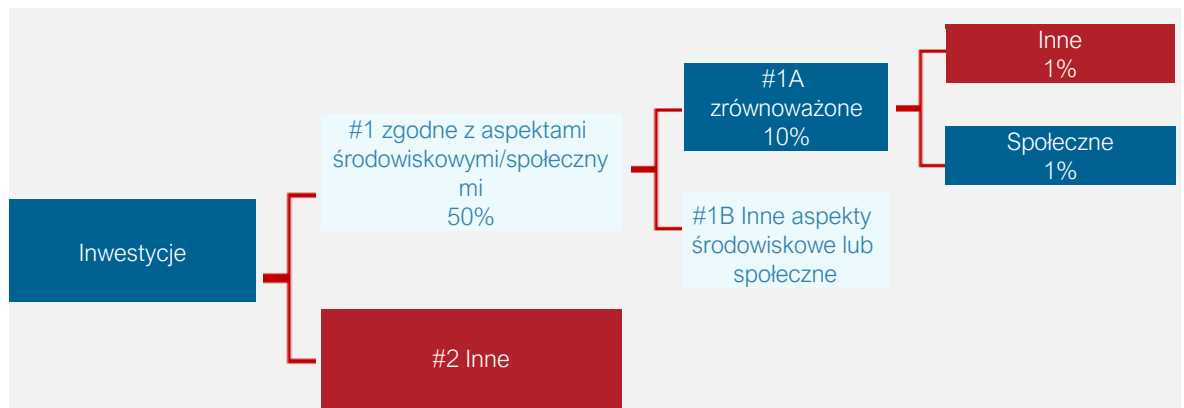 Inwestycje
#1 zgodne z aspektami
środowiskowymi/społeczny
mi
50%
#2 Inne
#1A
zrównoważone
10%
#1B Inne aspekty
środowiskowe lub
społeczne
Inne
1%
Społeczne
1%